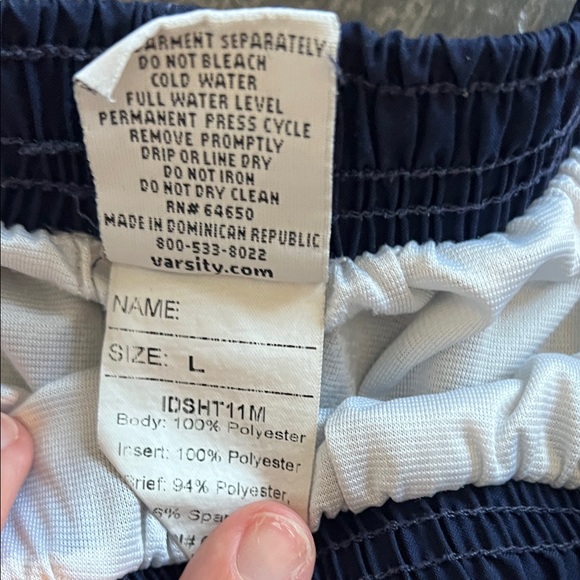 GARMENT SEPARATELY
DO NOT BLEACH
COLD WATER
FULL WATER LEVEL
PERMANENT PRESS CYCLE
REMOVE PROMPTLY
DRIP OR LINE DRY
DO NOT IRON
DO NOT DRY CLEAN
RN# 64650
MADE IN DOMINICAN REPUBLIC
800-533-8022
varsity.com
NAME:
SIZE: L
IDSHT11M
Body: 100% Polyester
Insert: 100% Polyester
Brief: 94% Polyester,
6%